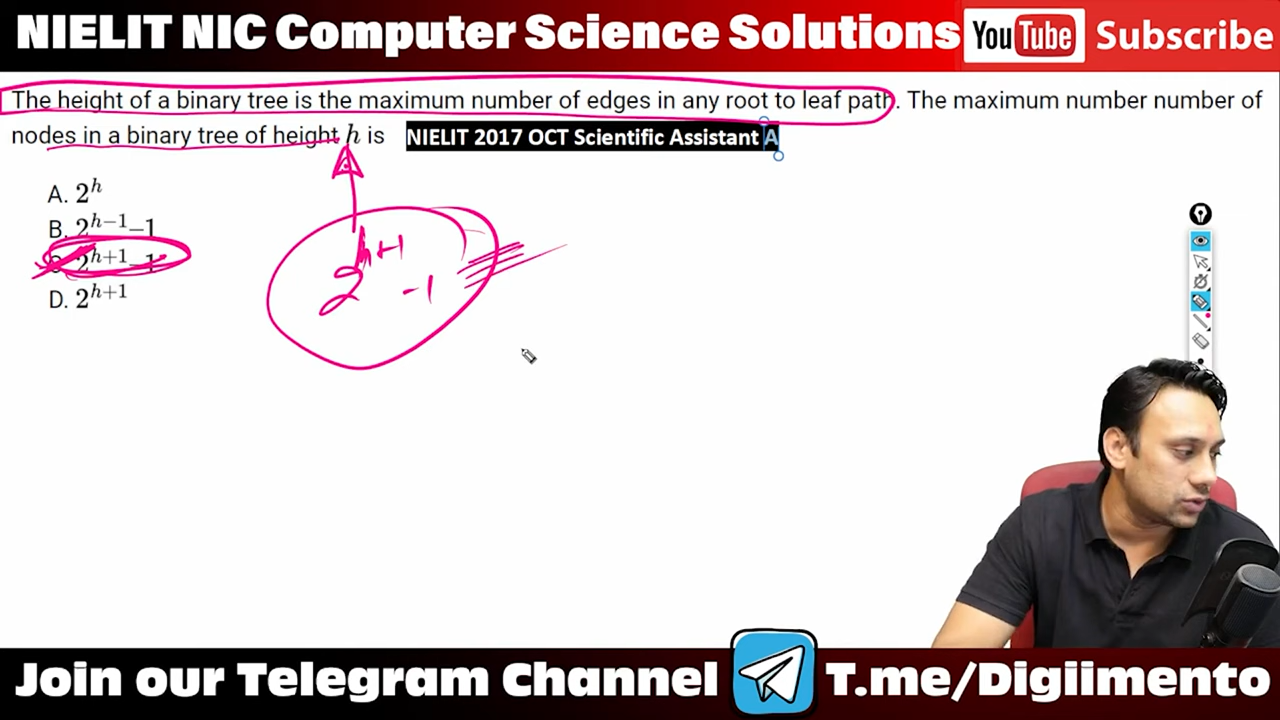 NIELIT NIC Computer Science Solutions YouTube Subscribe
The height of a binary tree is the maximum number of edges in any root to leaf path. The maximum number number of
nodes in a binary tree of height h is NIELIT 2017 OCT Scientific Assistant A
A. 2^h
B. 2^{h-1}–1
2^{h+1}–1
D. 2^{h+1}
2^{h+1} -1
Join our Telegram Channel T.me/Digiimento